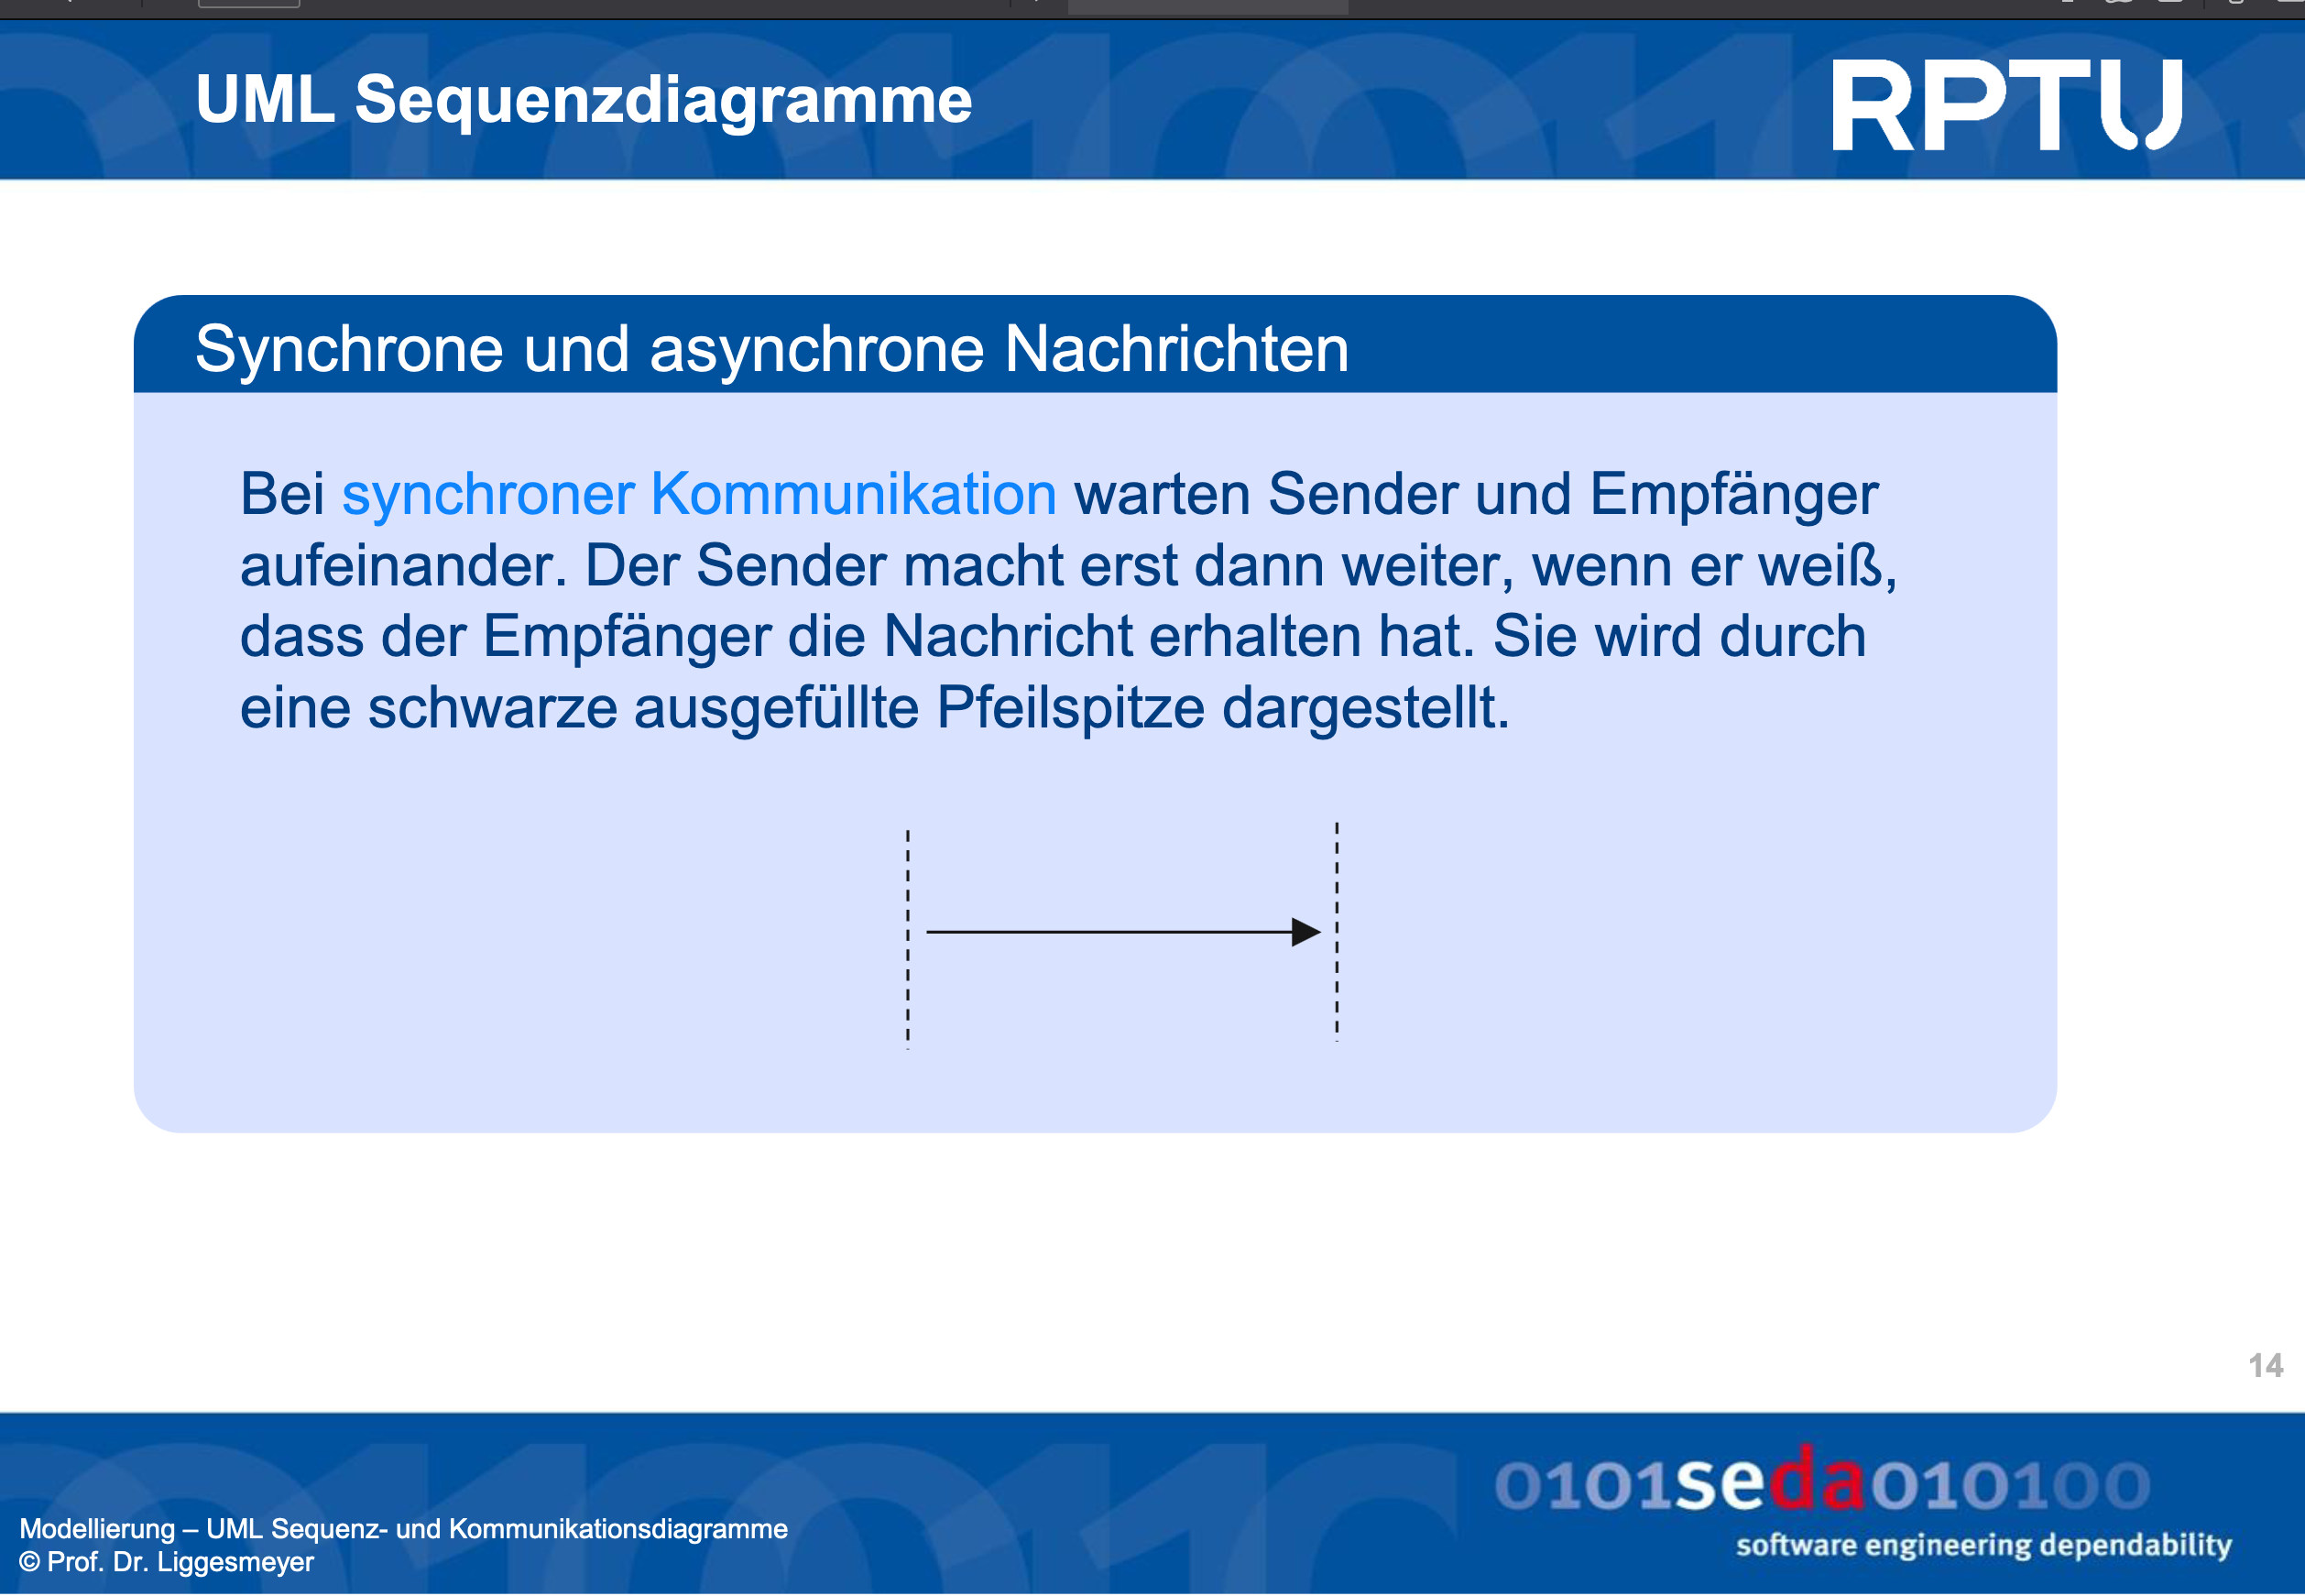 UML Sequenzdiagramme
RPTU
Synchrone und asynchrone Nachrichten
Bei synchroner Kommunikation warten Sender und Empfänger
aufeinander. Der Sender macht erst dann weiter, wenn er weiß,
dass der Empfänger die Nachricht erhalten hat. Sie wird durch
eine schwarze ausgefüllte Pfeilspitze dargestellt.
14
0101seda010100
software engineering dependability
Modellierung – UML Sequenz- und Kommunikationsdiagramme
© Prof. Dr. Liggesmeyer